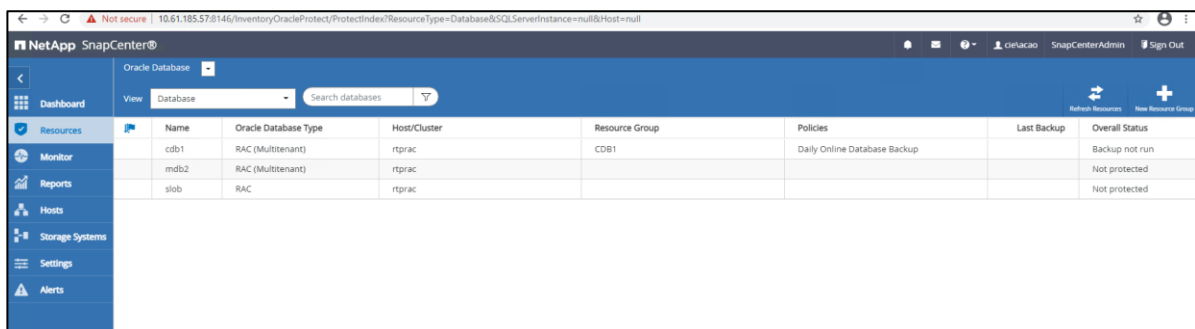 Not secure | 10.61.185.57:8146/InventoryOracleProtect/ProtectIndex?ResourceType=Database&SQLServerInstance=null&Host=null
NetApp SnapCenter® cie\acao SnapCenterAdmin Sign Out
Oracle Database
View Database Search databases Refresh Resources New Resource Group
Dashboard
Resources
Monitor
Reports
Hosts
Storage Systems
Settings
Alerts
Name Oracle Database Type Host/Cluster Resource Group Policies Last Backup Overall Status
cdb1 RAC (Multitenant) rtprac CDB1 Daily Online Database Backup Backup not run
mdb2 RAC (Multitenant) rtprac Not protected
slob RAC rtprac Not protected